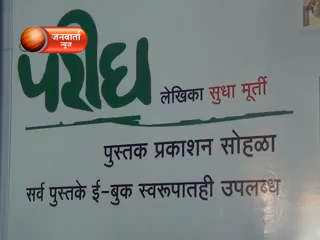 जनवार्ता
न्यूज
परीघ
लेखिका सुधा मूर्ती
पुस्तक प्रकाशन सोहळा
सर्व पुस्तके ई-बुक स्वरूपातही उपलब्ध